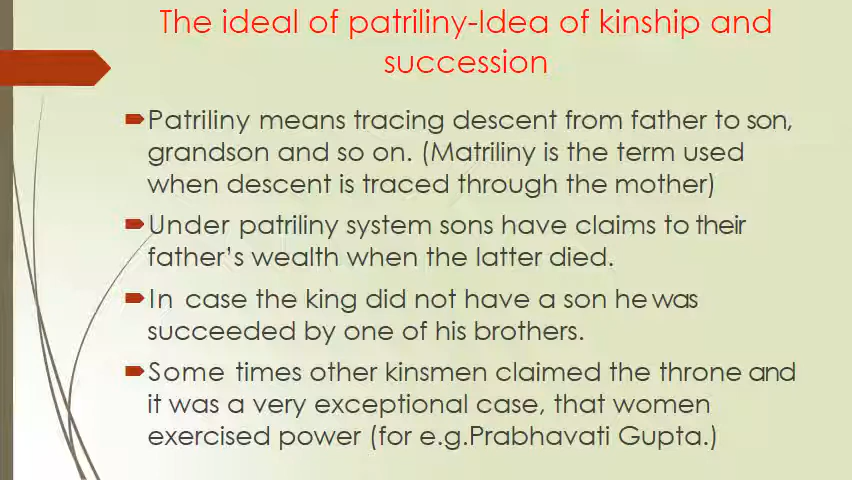 The ideal of patriliny-Idea of kinship and
succession
Patriliny means tracing descent from father to son,
grandson and so on. (Matriliny is the term used
when descent is traced through the mother)
Under patriliny system sons have claims to their
father’s wealth when the latter died.
In case the king did not have a son he was
succeeded by one of his brothers.
Some times other kinsmen claimed the throne and
it was a very exceptional case, that women
exercised power (for e.g.Prabhavati Gupta.)